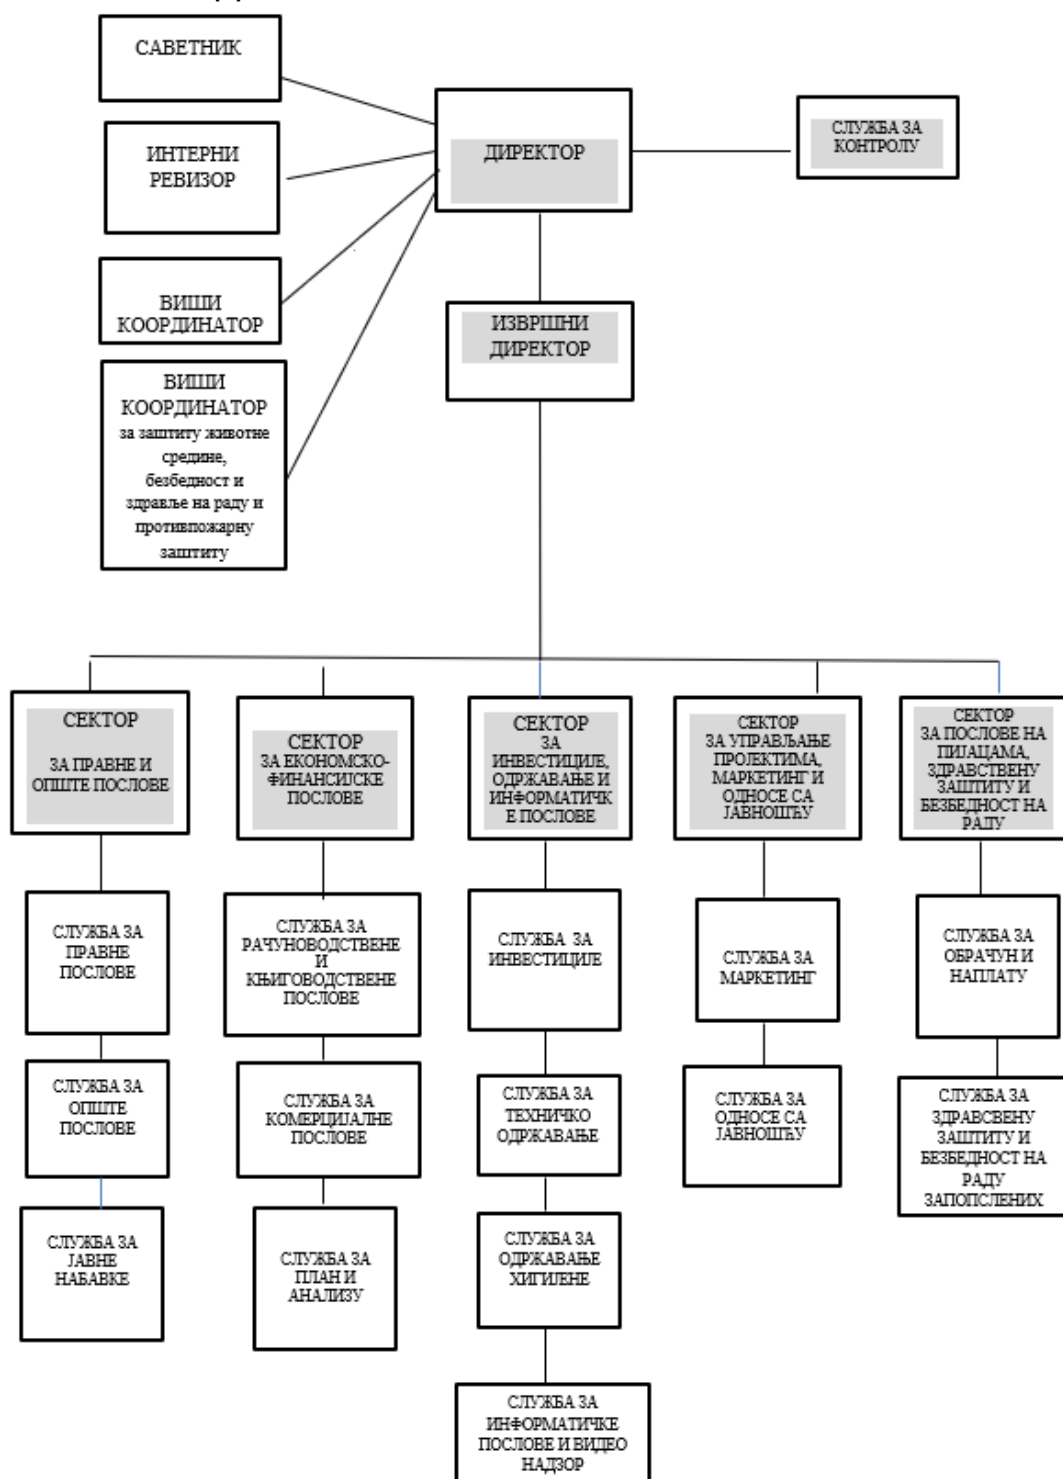 САВЕТНИК
ИНТЕРНИ
РЕВИЗОР
ВИШИ
КООРДИНАТОР
ВИШИ
КООРДИНАТОР
за заштиту животне
средине,
безбедност и
здравље на раду и
противпожарну
заштиту
ДИРЕКТОР
СЛУЖБА ЗА
КОНТРОЛУ
ИЗВРШНИ
ДИРЕКТОР
СЕКТОР
ЗА ПРАВНЕ И
ОПШТЕ ПОСЛОВЕ
СЛУЖБА ЗА
ПРАВНЕ
ПОСЛОВЕ
СЛУЖБА ЗА
ОПШТЕ
ПОСЛОВЕ
СЛУЖБА ЗА
ЈАВНЕ
НАБАВКЕ
СЕКТОР
ЗА ЕКОНОМСКО-
ФИНАНСИЈСКЕ
ПОСЛОВЕ
СЛУЖБА ЗА
РАЧУНОВОДСТВЕНЕ
И
КЊИГОВОДСТВЕНЕ
ПОСЛОВЕ
СЛУЖБА ЗА
КОМЕРЦИЈАЛНЕ
ПОСЛОВЕ
СЛУЖБА ЗА
ПЛАН И
АНАЛИЗУ
СЕКТОР
ЗА
ИНВЕСТИЦИЈЕ,
ОДРЖАВАЊЕ И
ИНФОРМАТИЧК
Е ПОСЛОВЕ
СЛУЖБА ЗА
ИНВЕСТИЦИЈЕ
СЛУЖБА ЗА
ТЕХНИЧКО
ОДРЖАВАЊЕ
СЛУЖБА ЗА
ОДРЖАВАЊЕ
ХИГИЈЕНЕ
СЛУЖБА ЗА
ИНФОРМАТИЧКЕ
ПОСЛОВЕ И ВИДЕО
НАДЗОР
СЕКТОР
ЗА УПРАВЉАЊЕ
ПРОЈЕКТИМА,
МАРКЕТИНГ И
ОДНОСЕ СА
ЈАВНОШЋУ
СЛУЖБА ЗА
МАРКЕТИНГ
СЛУЖБА ЗА
ОДНОСЕ СА
ЈАВНОШЋУ
СЕКТОР
ЗА ПОСЛОВЕ НА
ПИЈАЦАМА,
ЗДРАВСТВЕНУ
ЗАШТИТУ И
БЕЗБЕДНОСТ НА
РАДУ
СЛУЖБА ЗА
ОБРАЧУН И
НАПЛАТУ
СЛУЖБА ЗА
ЗДРАВСВЕНУ
ЗАШТИТУ И
БЕЗБЕДНОСТ НА
РАДУ
ЗАПОПСЛЕНИХ